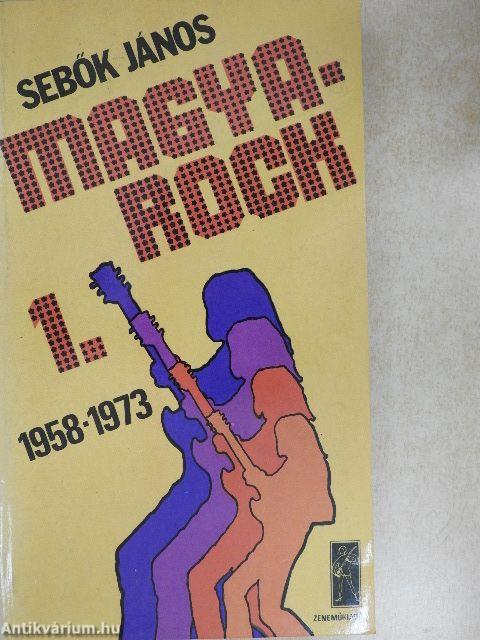 SEBŐK JÁNOS
MAGYA-
ROCK
1.
1958-1973
ZENEMŰKIADÓ
Antikvárium.hu